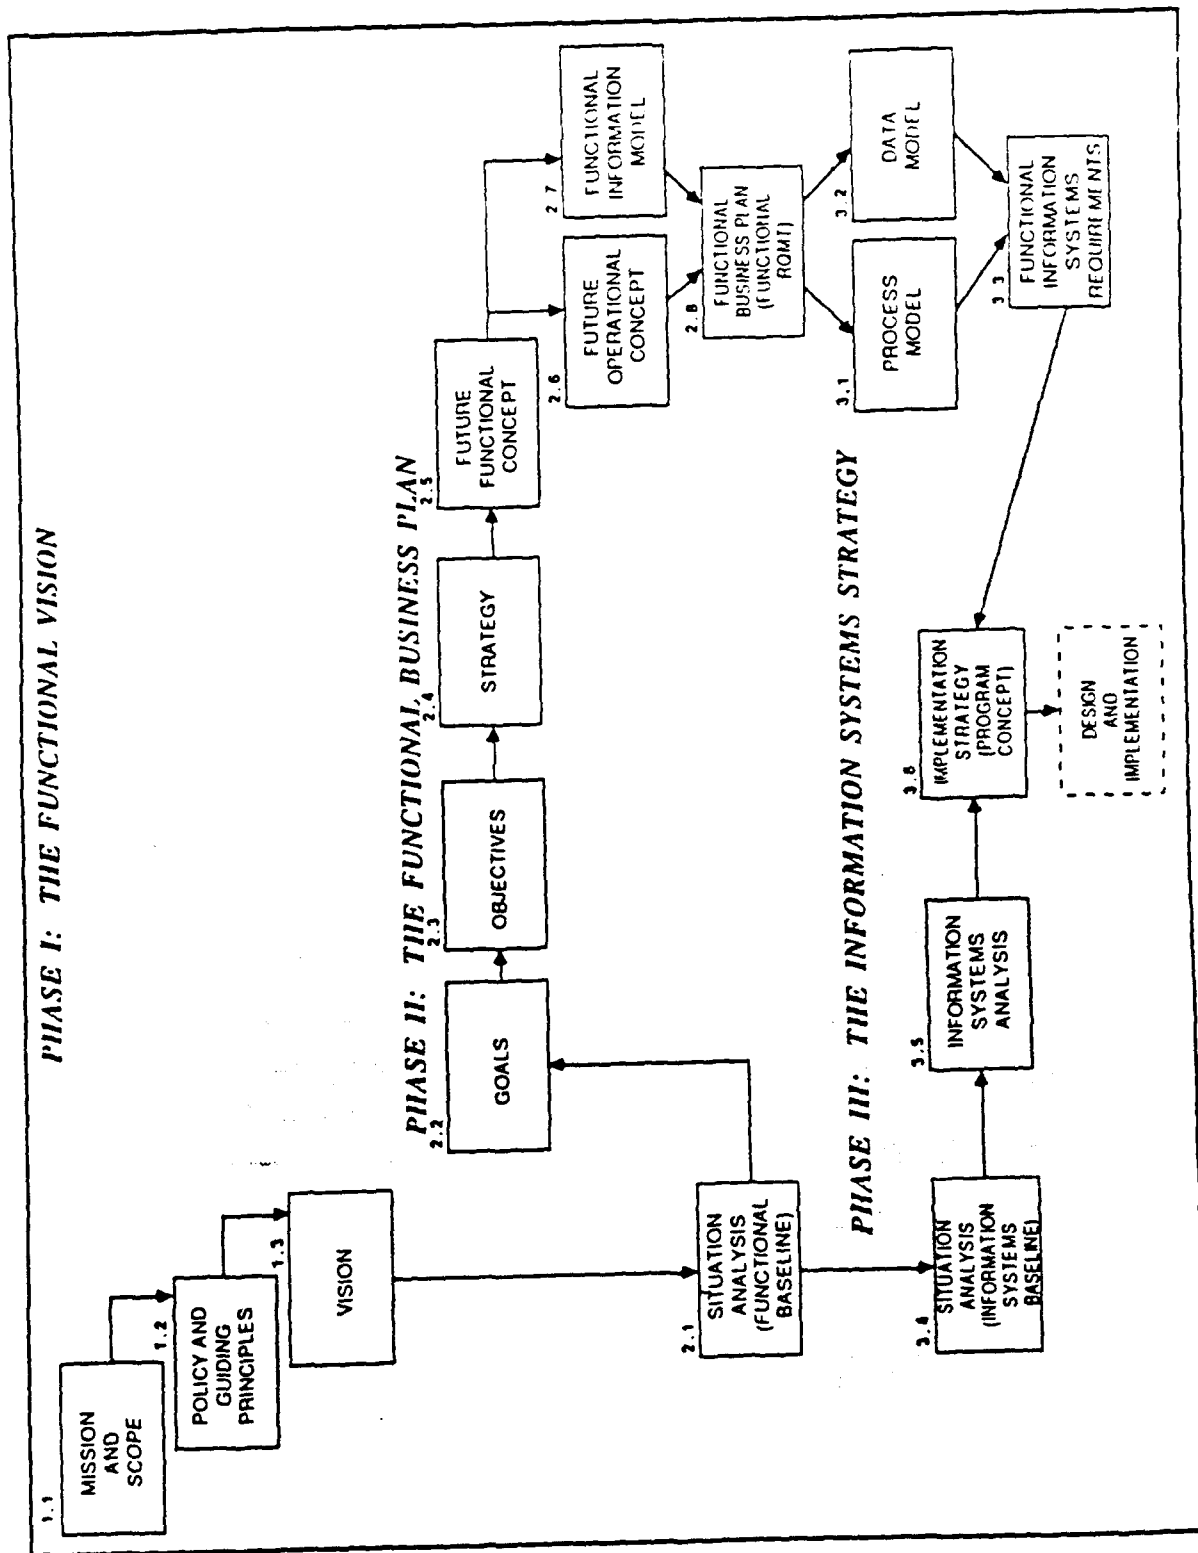 PHASE I: THE FUNCTIONAL VISION
1.1
MISSION
AND
SCOPE
1.2
POLICY AND
GUIDING
PRINCIPLES
1.3
VISION
PHASE II: THE FUNCTIONAL BUSINESS PLAN
2.1
SITUATION
ANALYSIS
(FUNCTIONAL
BASELINE)
2.2
GOALS
2.3
OBJECTIVES
2.4
STRATEGY
2.5
FUTURE
FUNCTIONAL
CONCEPT
2.6
FUTURE
OPERATIONAL
CONCEPT
2.7
FUNCTIONAL
INFORMATION
MODEL
2.8
FUNCTIONAL
BUSINESS PLAN
(FUNCTIONAL
RQMT)
PHASE III: THE INFORMATION SYSTEMS STRATEGY
3.1
PROCESS
MODEL
3.2
DATA
MODEL
3.3
FUNCTIONAL
INFORMATION
SYSTEMS
REQUIREMENTS
SITUATION
ANALYSIS
(INFORMATION
SYSTEMS
BASELINE)
3.5
INFORMATION
SYSTEMS
ANALYSIS
3.6
IMPLEMENTATION
STRATEGY
(PROGRAM
CONCEPT)
DESIGN
AND
IMPLEMENTATION